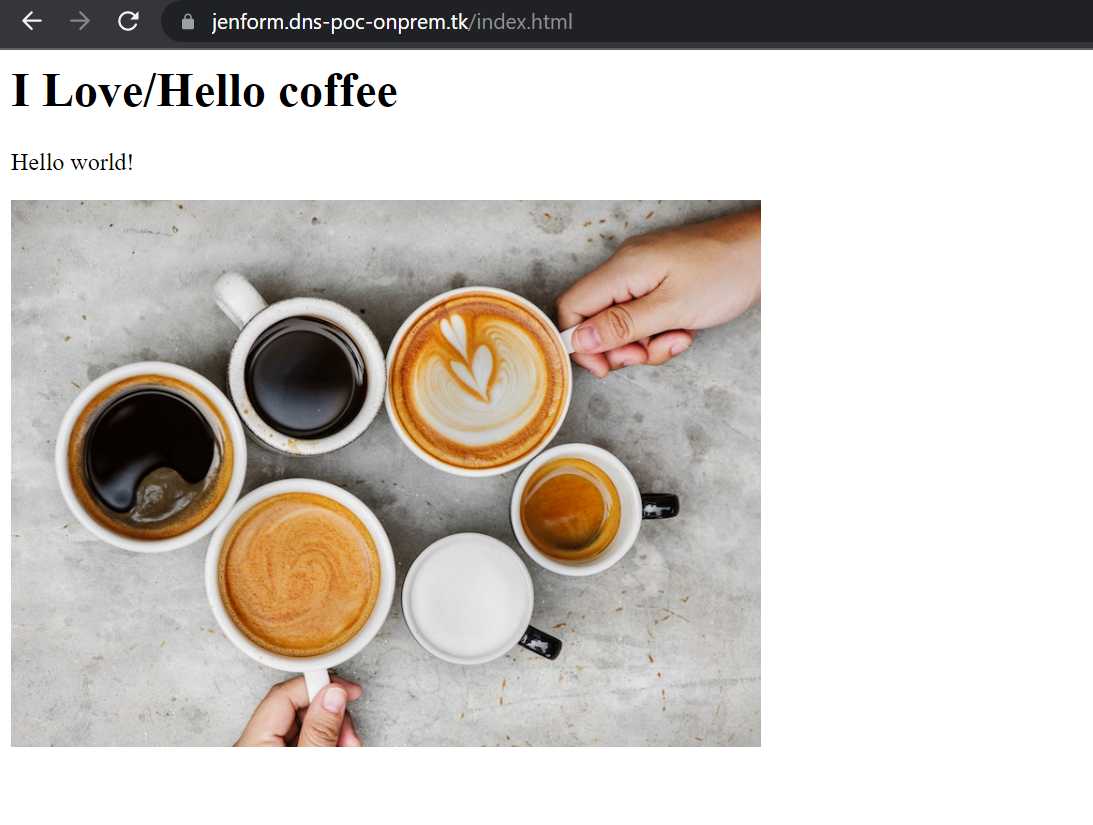 jenform.dns-poc-onprem.tk/index.html
I Love/Hello coffee
Hello world!